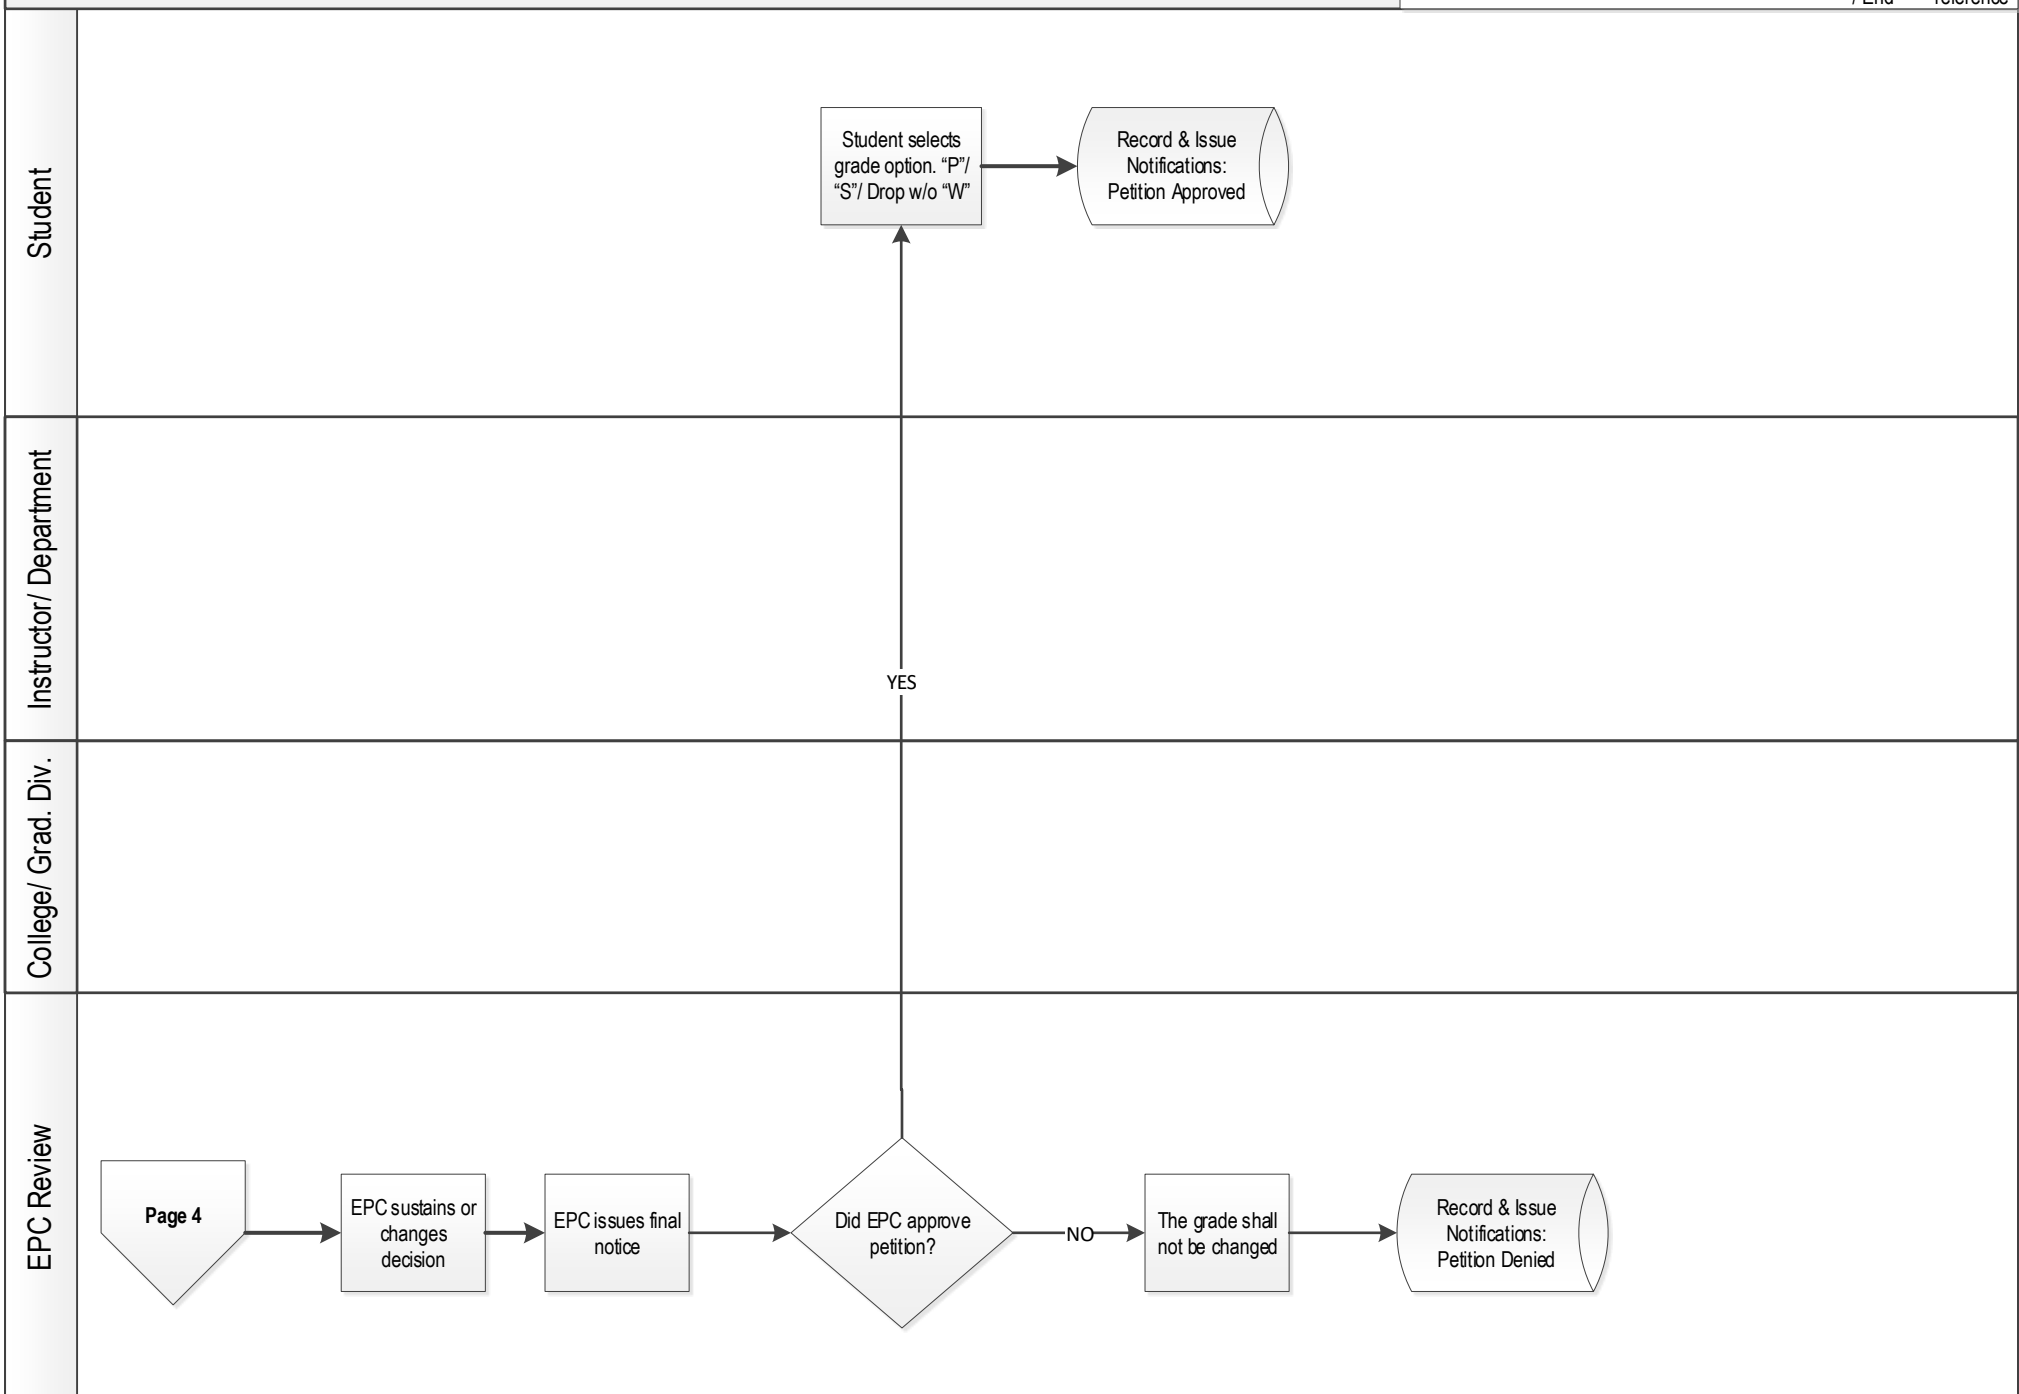 / End reference
Student
Student selects
grade option. “P”/
“S”/ Drop w/o “W”
Record & Issue
Notifications:
Petition Approved
Instructor/ Department
YES
College/ Grad. Div.
EPC Review
Page 4
EPC sustains or
changes
decision
EPC issues final
notice
Did EPC approve
petition?
NO
The grade shall
not be changed
Record & Issue
Notifications:
Petition Denied